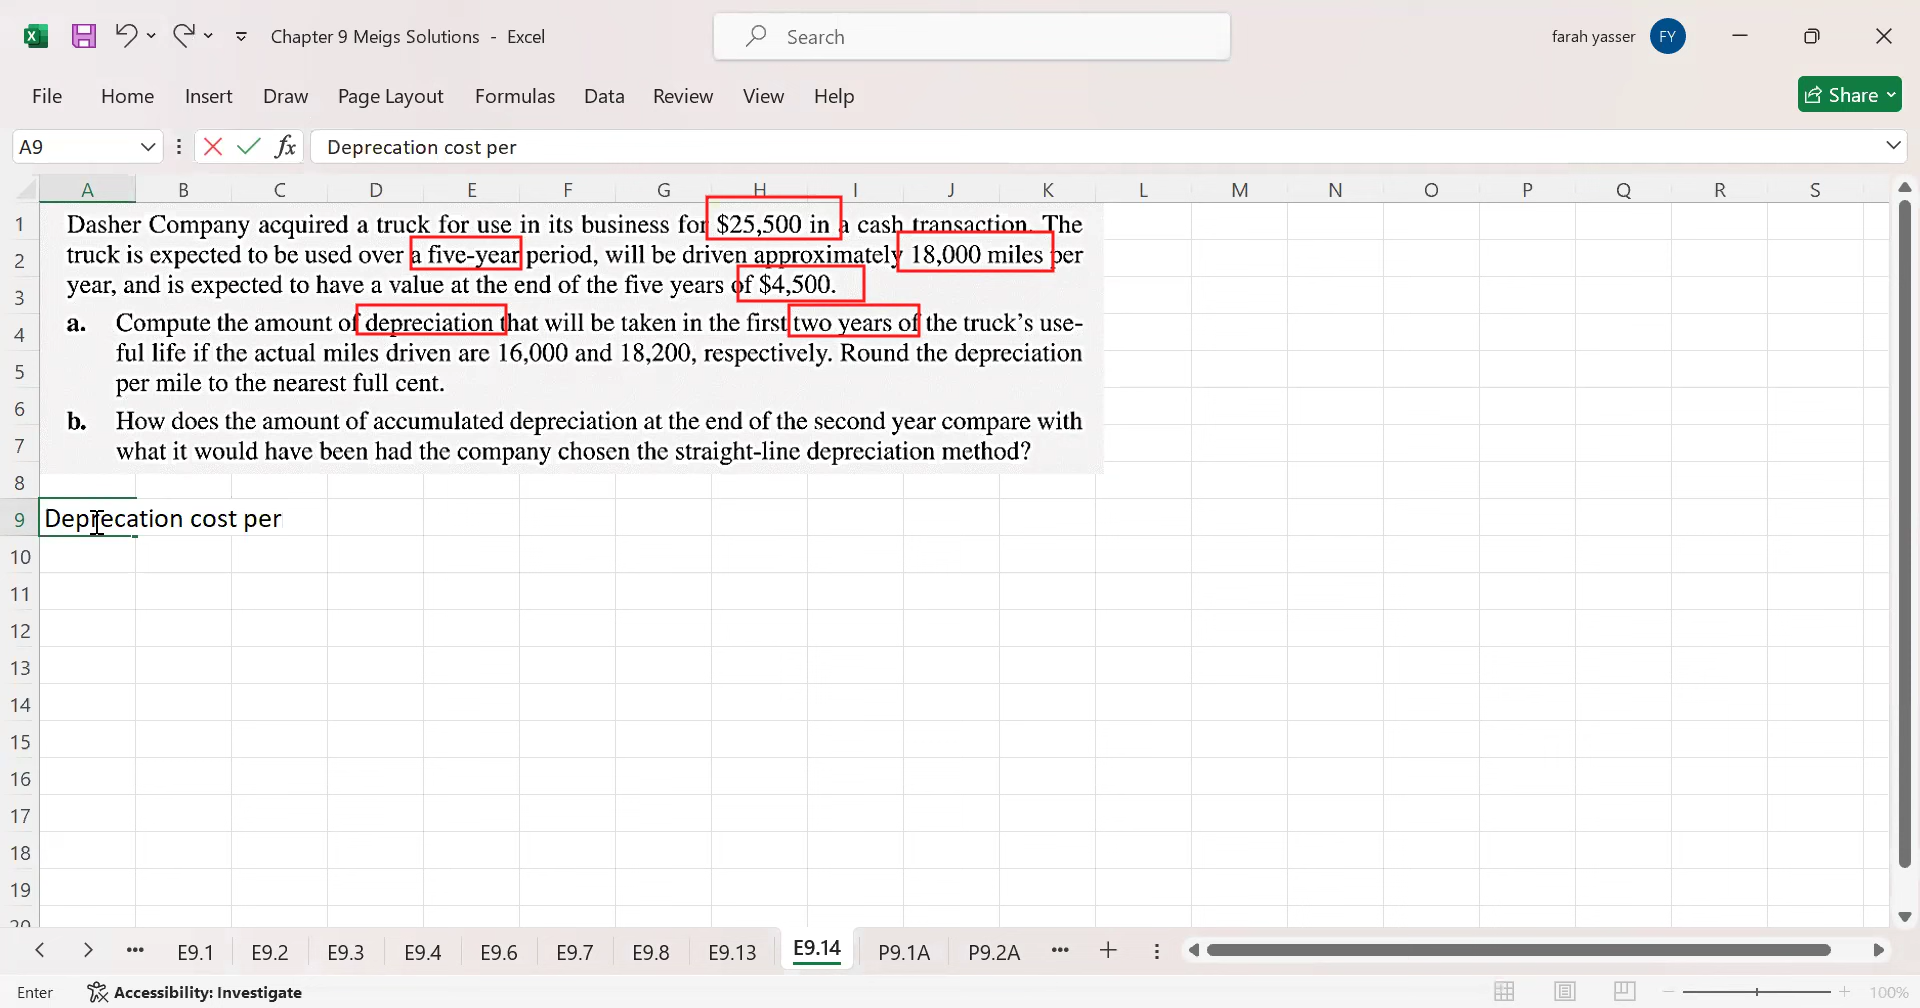 Chapter 9 Meigs Solutions - Excel
Search
farah yasser FY
File Home Insert Draw Page Layout Formulas Data Review View Help
Share
A9 fx Deprecation cost per
A B C D E F G H I J K L M N O P Q R S
1
2
3
4
5
6
7
8
9
10
11
12
13
14
15
16
17
18
19
20
Dasher Company acquired a truck for use in its business for $25,500 in a cash transaction. The
truck is expected to be used over a five-year period, will be driven approximately 18,000 miles per
year, and is expected to have a value at the end of the five years of $4,500.
a. Compute the amount of depreciation that will be taken in the first two years of the truck's use-
ful life if the actual miles driven are 16,000 and 18,200, respectively. Round the depreciation
per mile to the nearest full cent.
b. How does the amount of accumulated depreciation at the end of the second year compare with
what it would have been had the company chosen the straight-line depreciation method?
Deprecation cost per
E9.1 E9.2 E9.3 E9.4 E9.6 E9.7 E9.8 E9.13 E9.14 P9.1A P9.2A
Enter Accessibility: Investigate 100%